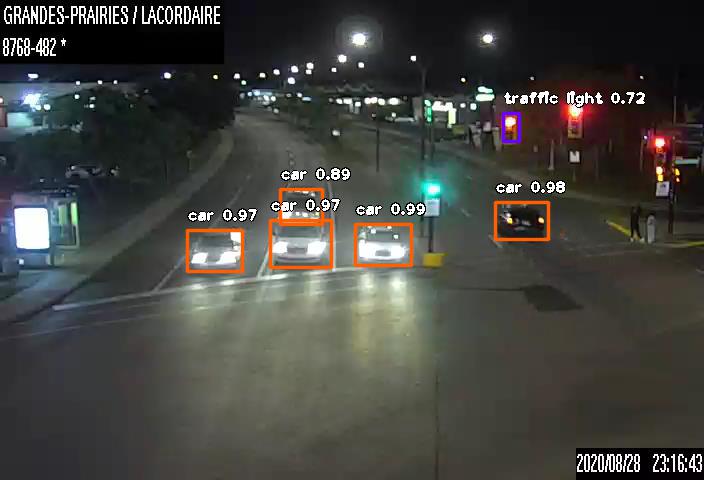 GRANDES-PRAIRIES / LACORDAIRE
8768-482 *
traffic light 0.72
car 0.89
car 0.98
car 0.97
car 0.97
car 0.99
2020/08/28 23:16:43